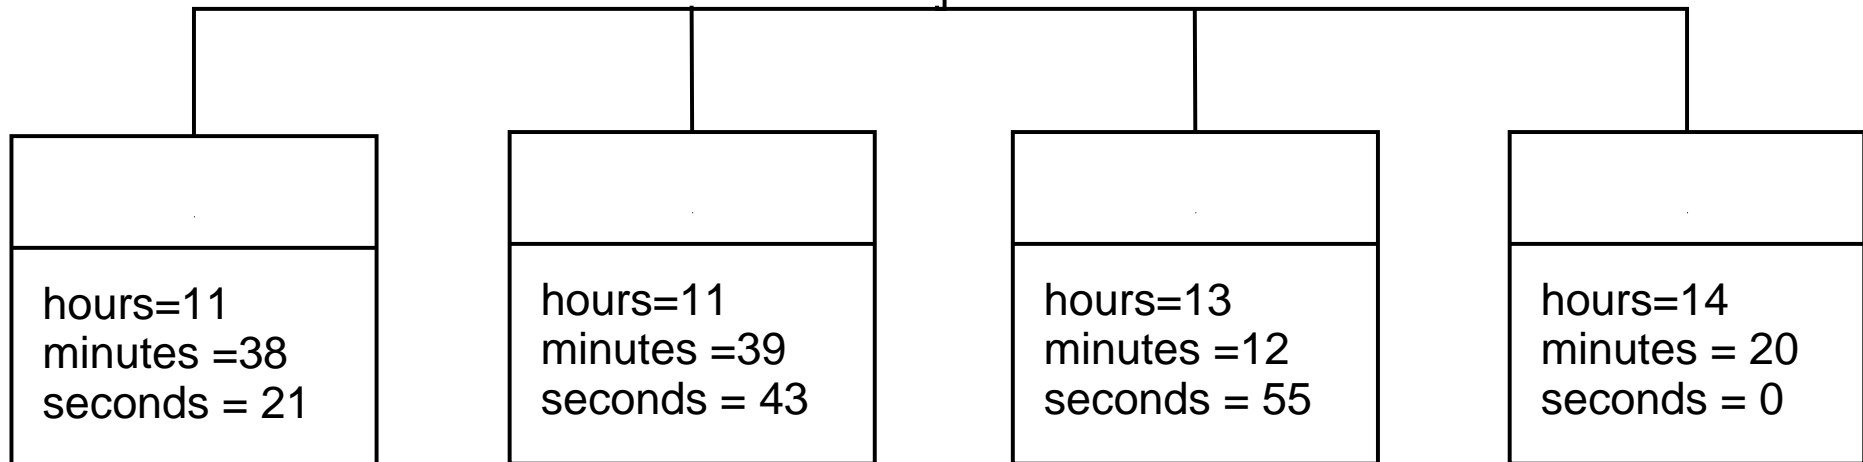 hours=11
minutes =38
seconds = 21
hours=11
minutes =39
seconds = 43
hours=13
minutes =12
seconds = 55
hours=14
minutes = 20
seconds = 0